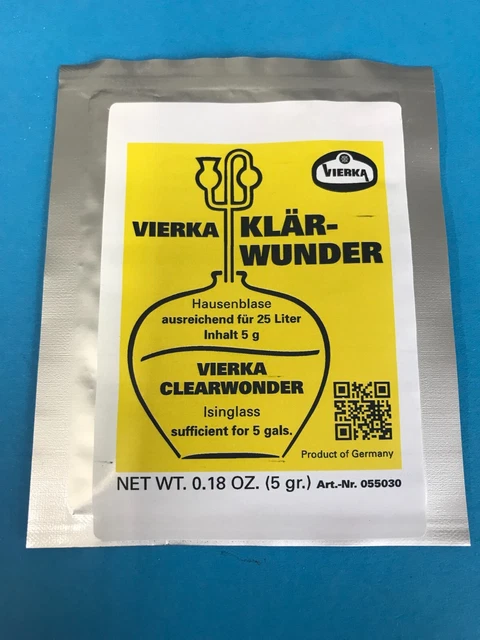 VIERKA
VIERKA KLÄR-
WUNDER
Hausenblase
ausreichend für 25 Liter
Inhalt 5 g
VIERKA
CLEARWONDER
Isinglass
sufficient for 5 gals.
Product of Germany
NET WT. 0.18 OZ. (5 gr.) Art.-Nr. 055030